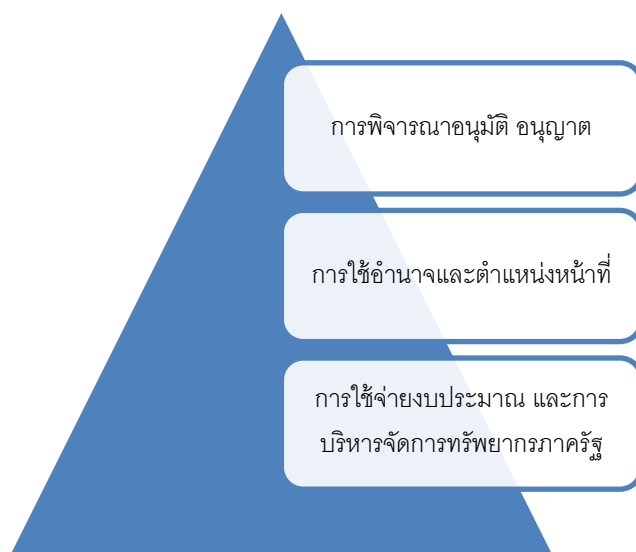 การพิจารณาอนุมัติ อนุญาต
การใช้อำนาจและตำแหน่งหน้าที่
การใช้จ่ายงบประมาณ และการ
บริหารจัดการทรัพยากรภาครัฐ